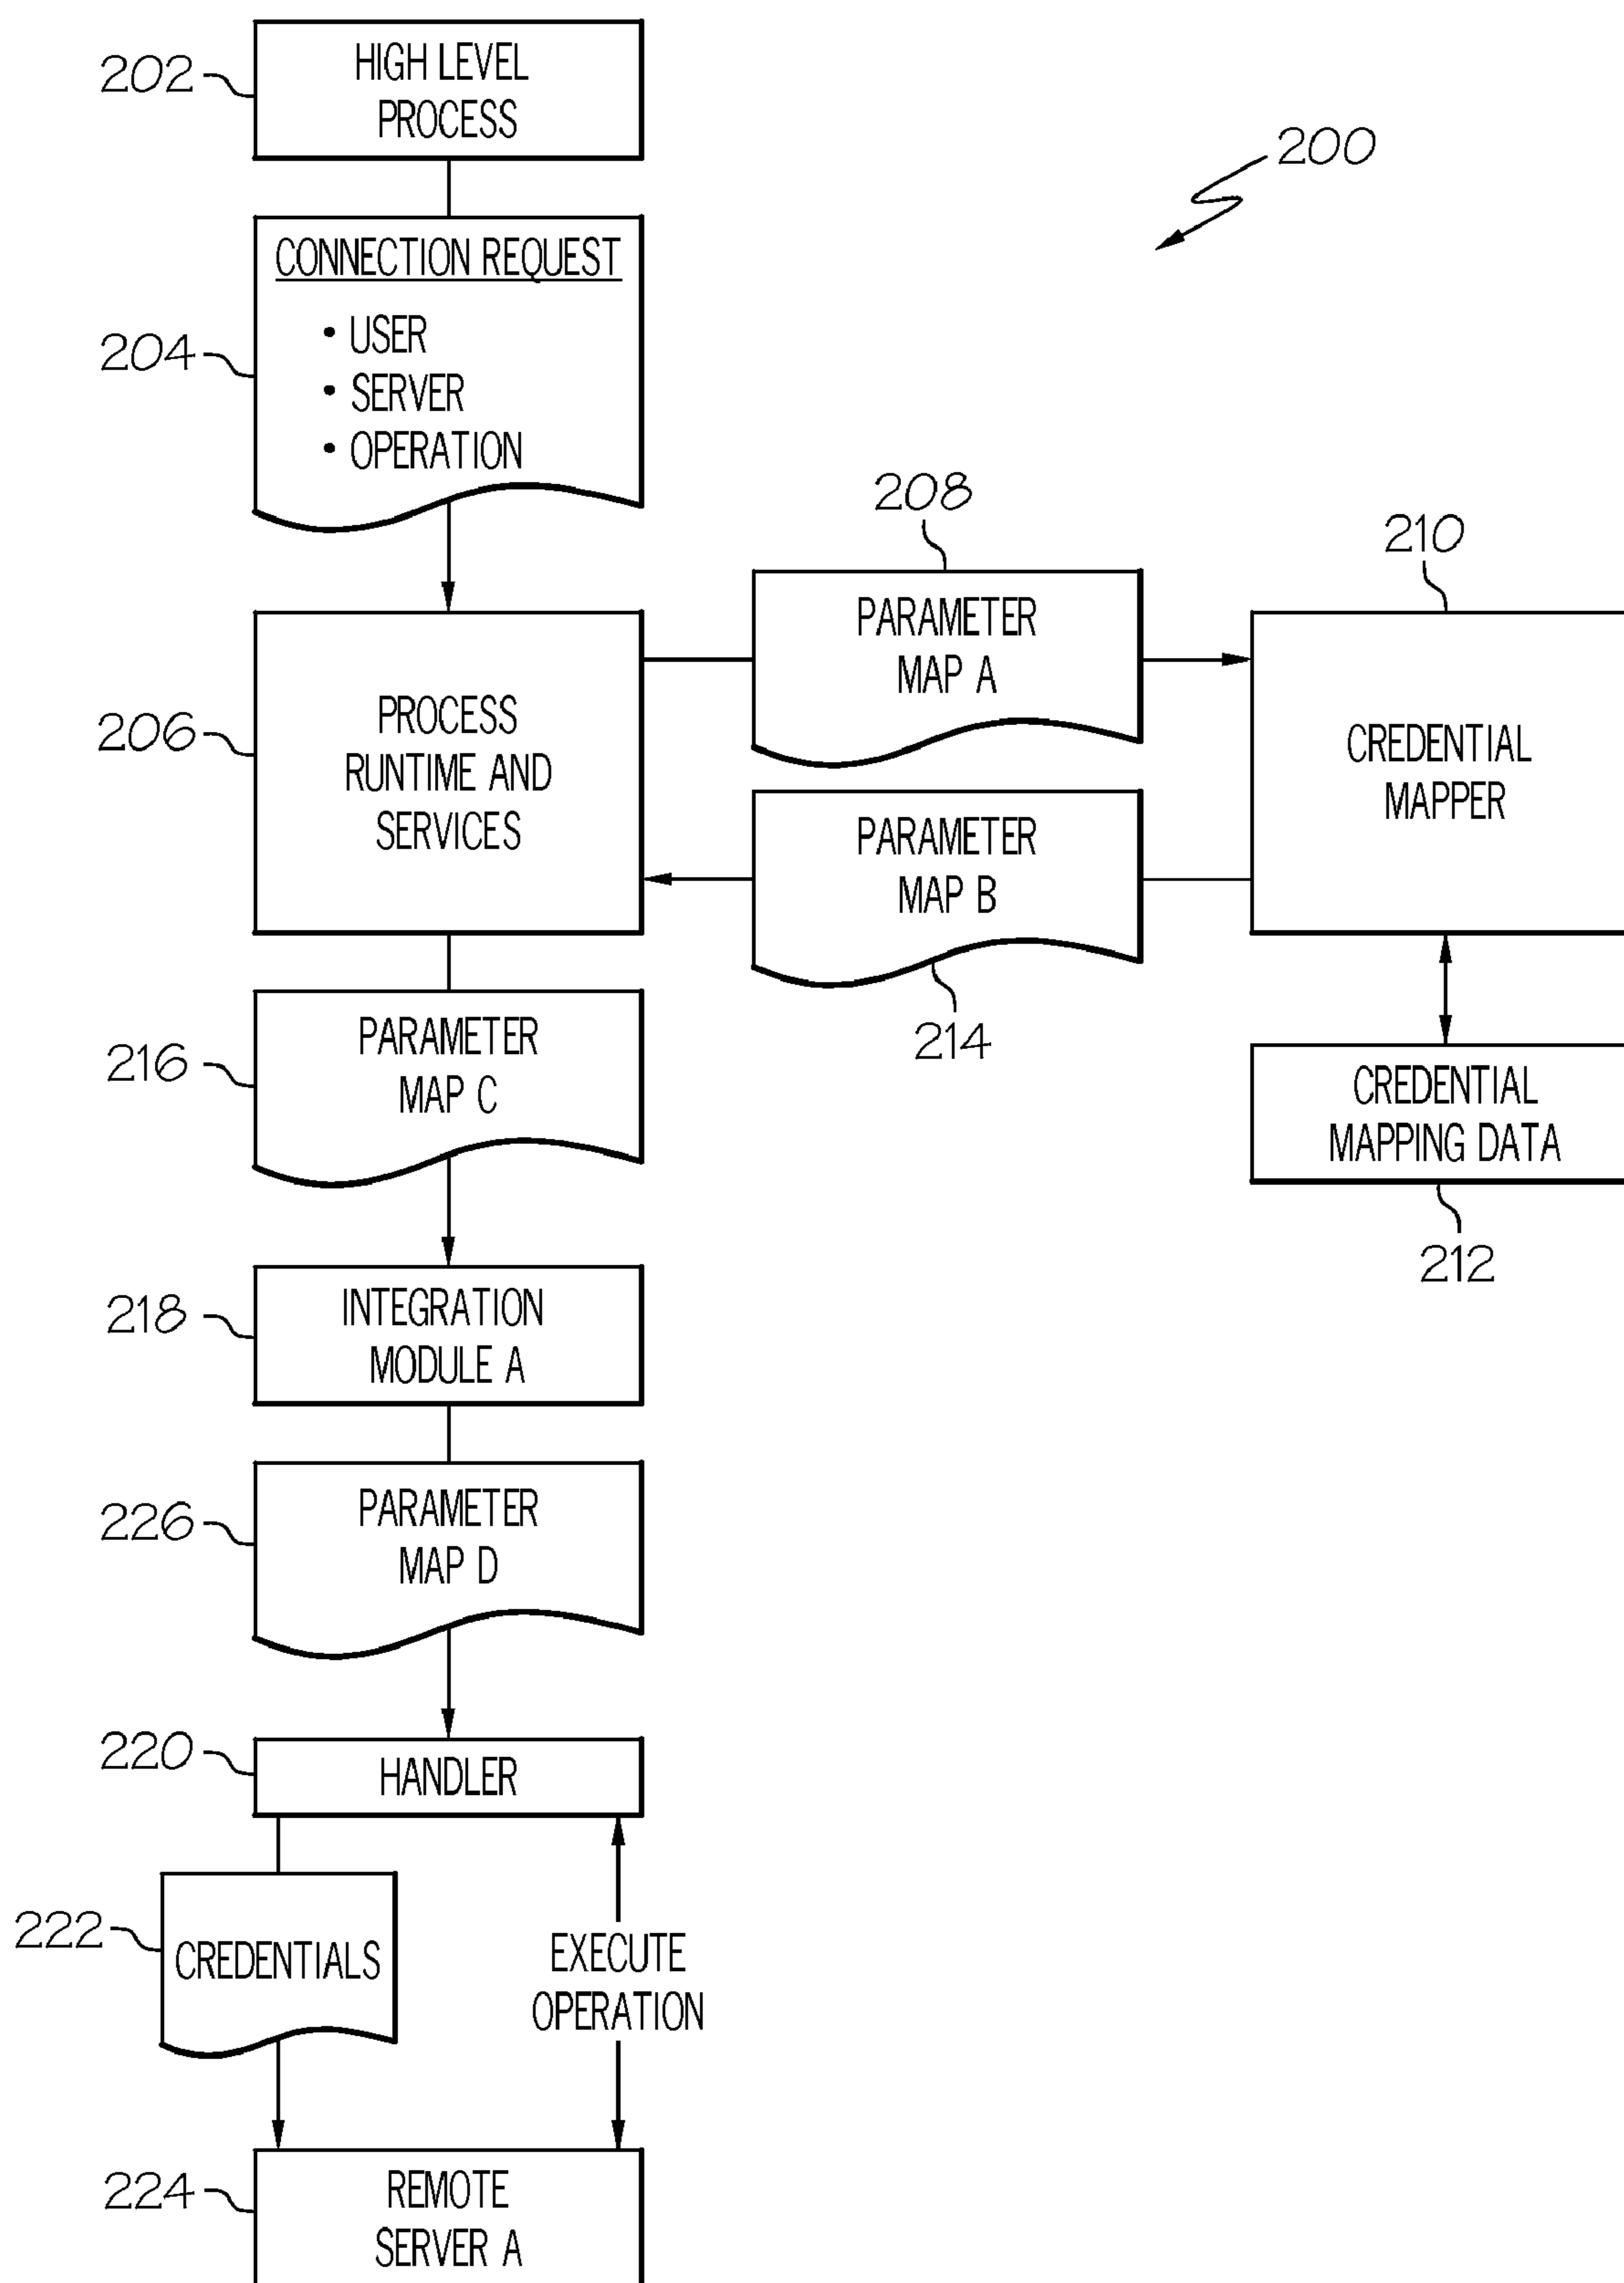 202
HIGH LEVEL
PROCESS
200
CONNECTION REQUEST
204
• USER
• SERVER
• OPERATION
208
210
PARAMETER
MAP A
206
PROCESS
RUNTIME AND
SERVICES
CREDENTIAL
MAPPER
PARAMETER
MAP B
214
216
PARAMETER
MAP C
CREDENTIAL
MAPPING DATA
212
218
INTEGRATION
MODULE A
226
PARAMETER
MAP D
220
HANDLER
222
CREDENTIALS
EXECUTE
OPERATION
224
REMOTE
SERVER A